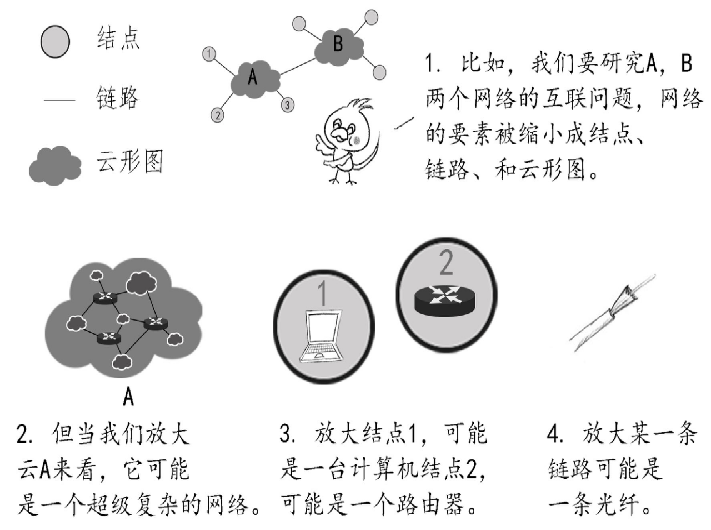 结点
链路
云形图
A
B
1
2
3
1. 比如，我们要研究A，B
两个网络的互联问题，网络
的要素被缩小成结点、
链路、和云形图。
A
2. 但当我们放大
云A来看，它可能
是一个超级复杂的网络。
1
2
3. 放大结点1，可能
是一台计算机结点2，
可能是一个路由器。
4. 放大某一条
链路可能是
一条光纤。